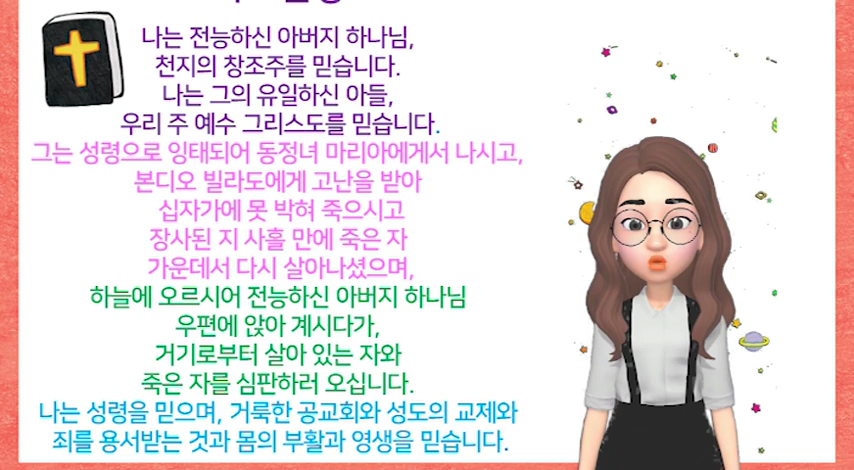 나는 전능하신 아버지 하나님,
천지의 창조주를 믿습니다.
나는 그의 유일하신 아들,
우리 주 예수 그리스도를 믿습니다.
그는 성령으로 잉태되어 동정녀 마리아에게서 나시고,
본디오 빌라도에게 고난을 받아
십자가에 못 박혀 죽으시고
장사된 지 사흘 만에 죽은 자
가운데서 다시 살아나셨으며,
하늘에 오르시어 전능하신 아버지 하나님
우편에 앉아 계시다가,
거기로부터 살아 있는 자와
죽은 자를 심판하러 오십니다.
나는 성령을 믿으며, 거룩한 공교회와 성도의 교제와
죄를 용서받는 것과 몸의 부활과 영생을 믿습니다.